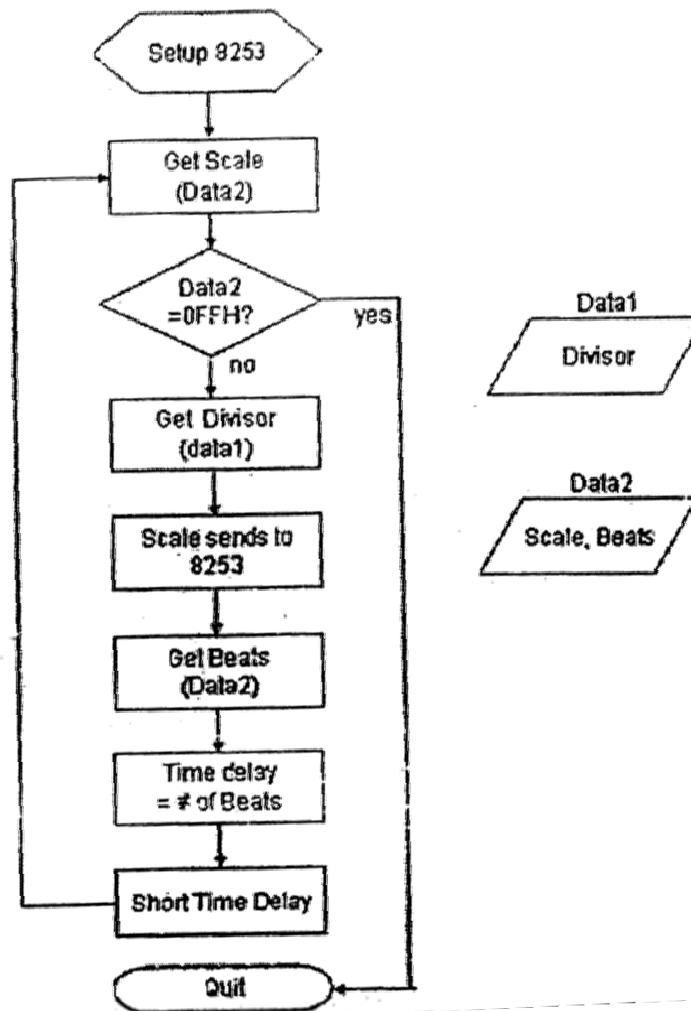 Setup 8253
Get Scale
(Data2)
Data2
=0FFH?
yes
no
Get Divisor
(data1)
Scale sends to
8253
Get Beats
(Data2)
Time delay
= # of Beats
Short Time Delay
Quit
Data1
Divisor
Data2
Scale, Beats